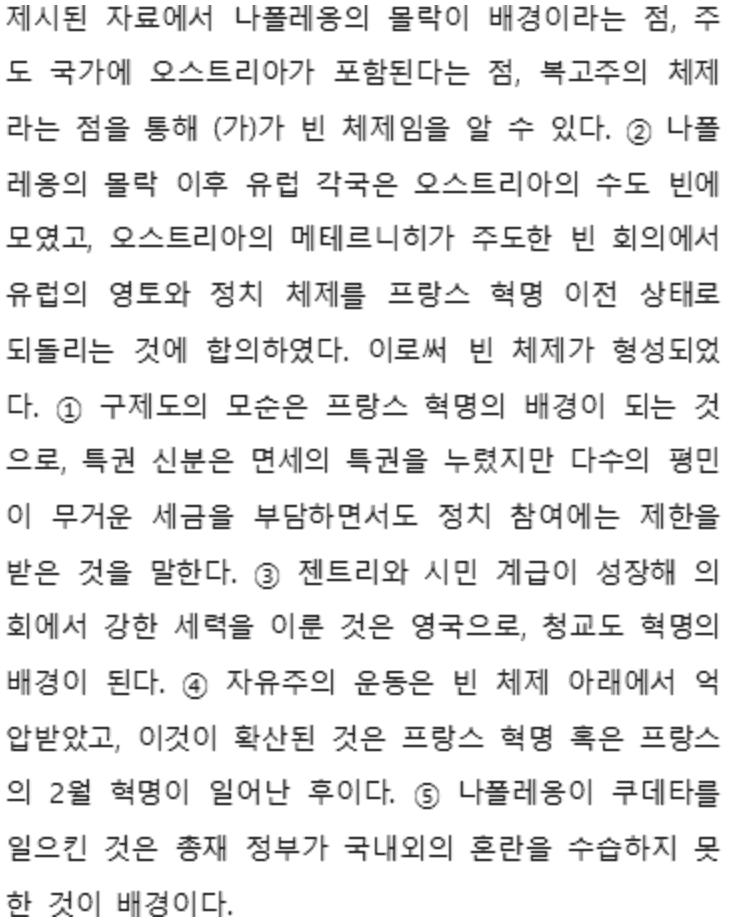 제시된 자료에서 나폴레옹의 몰락이 배경이라는 점, 주
도 국가에 오스트리아가 포함된다는 점, 복고주의 체제
라는 점을 통해 (가)가 빈 체제임을 알 수 있다. ② 나폴
레옹의 몰락 이후 유럽 각국은 오스트리아의 수도 빈에
모였고, 오스트리아의 메테르니히가 주도한 빈 회의에서
유럽의 영토와 정치 체제를 프랑스 혁명 이전 상태로
되돌리는 것에 합의하였다. 이로써 빈 체제가 형성되었
다. ① 구제도의 모순은 프랑스 혁명의 배경이 되는 것
으로, 특권 신분은 면세의 특권을 누렸지만 다수의 평민
이 무거운 세금을 부담하면서도 정치 참여에는 제한을
받은 것을 말한다. ③ 젠트리와 시민 계급이 성장해 의
회에서 강한 세력을 이룬 것은 영국으로, 청교도 혁명의
배경이 된다. ④ 자유주의 운동은 빈 체제 아래에서 억
압받았고, 이것이 확산된 것은 프랑스 혁명 혹은 프랑스
의 2월 혁명이 일어난 후이다. ⑤ 나폴레옹이 쿠데타를
일으킨 것은 총재 정부가 국내외의 혼란을 수습하지 못
한 것이 배경이다.